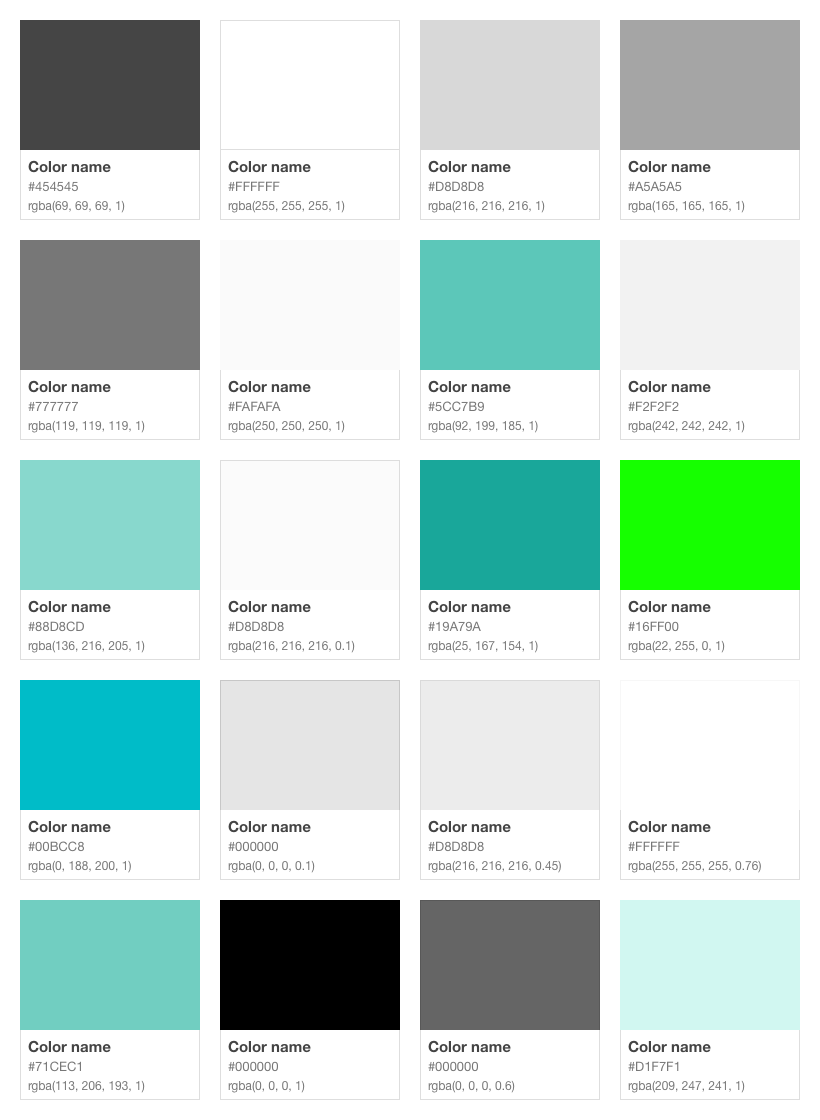 Color name
#454545
rgba(69, 69, 69, 1)
Color name
#FFFFFF
rgba(255, 255, 255, 1)
Color name
#D8D8D8
rgba(216, 216, 216, 1)
Color name
#A5A5A5
rgba(165, 165, 165, 1)
Color name
#777777
rgba(119, 119, 119, 1)
Color name
#FAFAFA
rgba(250, 250, 250, 1)
Color name
#5CC7B9
rgba(92, 199, 185, 1)
Color name
#F2F2F2
rgba(242, 242, 242, 1)
Color name
#88D8CD
rgba(136, 216, 205, 1)
Color name
#D8D8D8
rgba(216, 216, 216, 0.1)
Color name
#19A79A
rgba(25, 167, 154, 1)
Color name
#16FF00
rgba(22, 255, 0, 1)
Color name
#00BCC8
rgba(0, 188, 200, 1)
Color name
#000000
rgba(0, 0, 0, 0.1)
Color name
#D8D8D8
rgba(216, 216, 216, 0.45)
Color name
#FFFFFF
rgba(255, 255, 255, 0.76)
Color name
#71CEC1
rgba(113, 206, 193, 1)
Color name
#000000
rgba(0, 0, 0, 1)
Color name
#000000
rgba(0, 0, 0, 0.6)
Color name
#D1F7F1
rgba(209, 247, 241, 1)